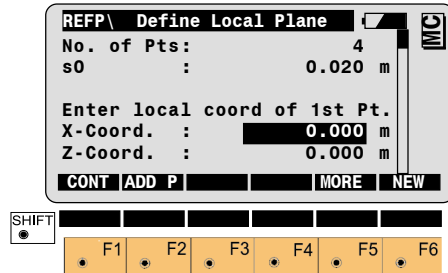 REFP\ Define Local Plane
MC
No. of Pts: 4
s0 : 0.020 m
Enter local coord of 1st Pt.
X-Coord. : 0.000 m
Z-Coord. : 0.000 m
CONT ADD P MORE NEW
SHIFT
F1 F2 F3 F4 F5 F6